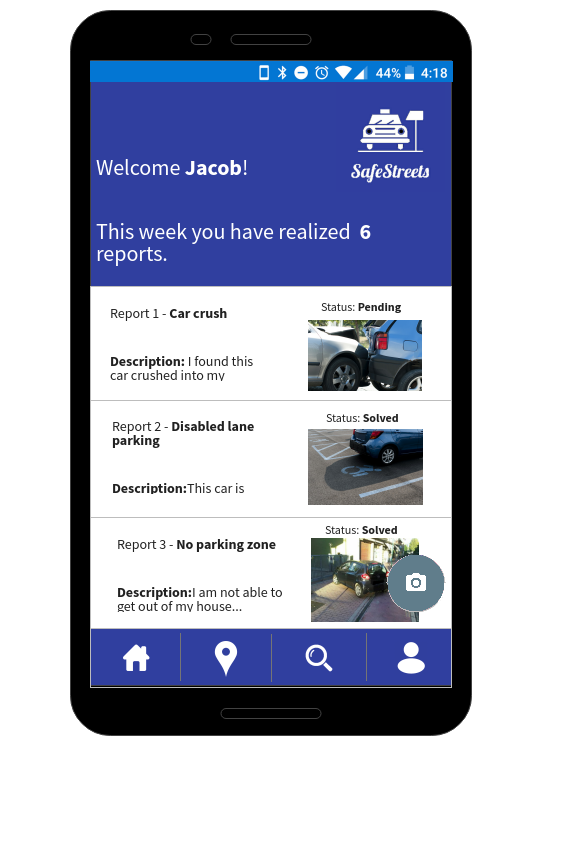 44% 4:18
SafeStreets
Welcome Jacob!
This week you have realized 6
reports.
Report 1 - Car crush
Status: Pending
Description: I found this
car crushed into my
Report 2 - Disabled lane
parking
Status: Solved
Description:This car is
Report 3 - No parking zone
Status: Solved
Description:I am not able to
get out of my house...